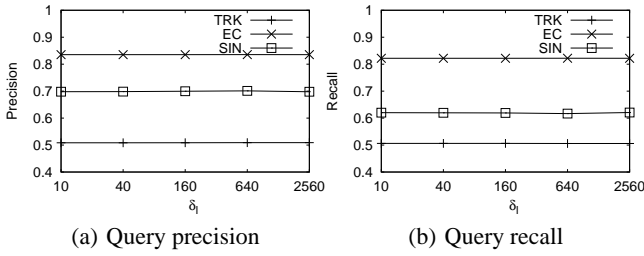 1
0.9
0.8
0.7
0.6
0.5
0.4
Precision
TRK
EC
SIN
10 40 160 640 2560
δl
(a) Query precision
1
0.9
0.8
0.7
0.6
0.5
0.4
Recall
TRK
EC
SIN
10 40 160 640 2560
δl
(b) Query recall